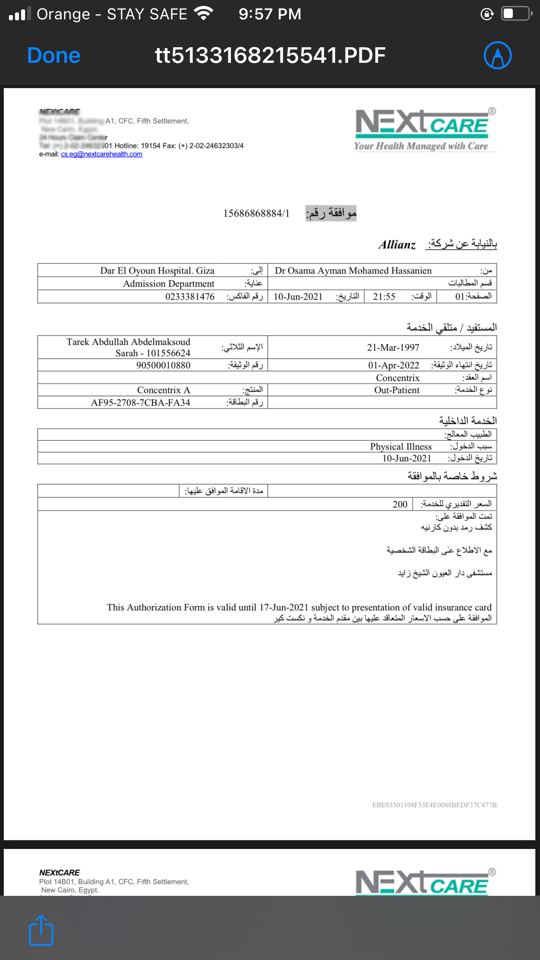 Orange - STAY SAFE 9:57 PM
Done tt5133168215541.PDF
NEXtCARE
Plot 14B01, Building A1, CFC, Fifth Settlement,
New Cairo, Egypt.
24 Hours Claim Center
Tel: (+) 2-02-2463301 Hotline: 19154 Fax: (+) 2-02-24632303/4
e-mail: cs.eg@nextcarehealth.com
NEXtCARE®
Your Health Managed with Care
موافقة رقم: 15686868884/1
بالنيابة عن شركة: Allianz
من: Dr Osama Ayman Mohamed Hassanien إلى: Dar El Oyoun Hospital. Giza
قسم المطالبات عناية: Admission Department
الصفحة: 01 الوقت: 21:55 التاريخ: 10-Jun-2021 رقم الفاكس: 0233381476
المستفيد / متلقي الخدمة
تاريخ الميلاد: 21-Mar-1997 الإسم الثلاثي: Tarek Abdullah Abdelmaksoud
Sarah - 101556624
تاريخ انتهاء الوثيقة: 01-Apr-2022 رقم الوثيقة: 90500010880
اسم العقد: Concentrix
نوع الخدمة: Out-Patient المنتج: Concentrix A
رقم البطاقة: AF95-2708-7CBA-FA34
الخدمة الداخلية
الطبيب المعالج:
سبب الدخول: Physical Illness
تاريخ الدخول: 10-Jun-2021
شروط خاصة بالموافقة
مدة الاقامة الموافق عليها:
السعر التقديري للخدمة: 200
تمت الموافقة على:
كشف رمد بدون كارنيه
مع الاطلاع على البطاقة الشخصية
مستشفى دار العيون الشيخ زايد
This Authorization Form is valid until 17-Jun-2021 subject to presentation of valid insurance card
الموافقة على حسب الاسعار المتعاقد عليها بين مقدم الخدمة و نكست كير
EBE03501108F53F4E0088BEDF37C477B
NEXtCARE
Plot 14B01, Building A1, CFC, Fifth Settlement,
New Cairo, Egypt.
NEXtCARE®